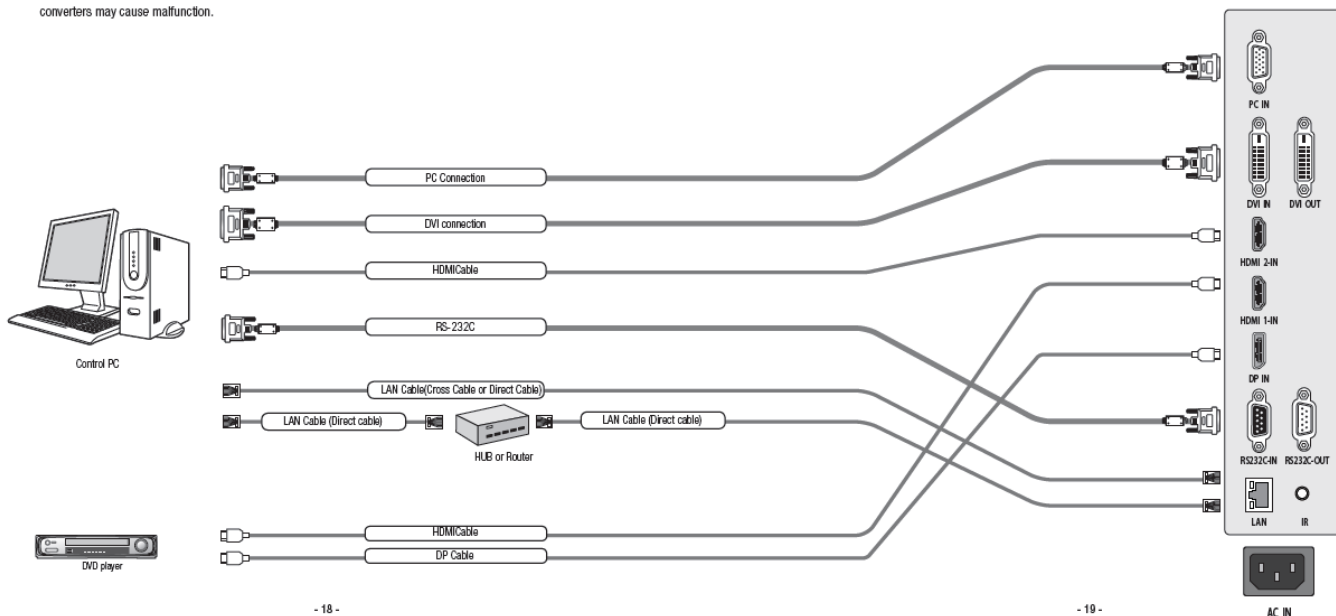 converters may cause malfunction.
PC IN
PC Connection
DVI IN DVI OUT
DVI connection
HDMI 2-IN
HDMICable
HDMI 1-IN
RS-232C
Control PC
DP IN
LAN Cable(Cross Cable or Direct Cable)
LAN Cable (Direct cable)
LAN Cable (Direct cable)
HUB or Router
RS232C-IN RS232C-OUT
LAN IR
HDMICable
DP Cable
DVD player
- 18 -
- 19 -
AC IN